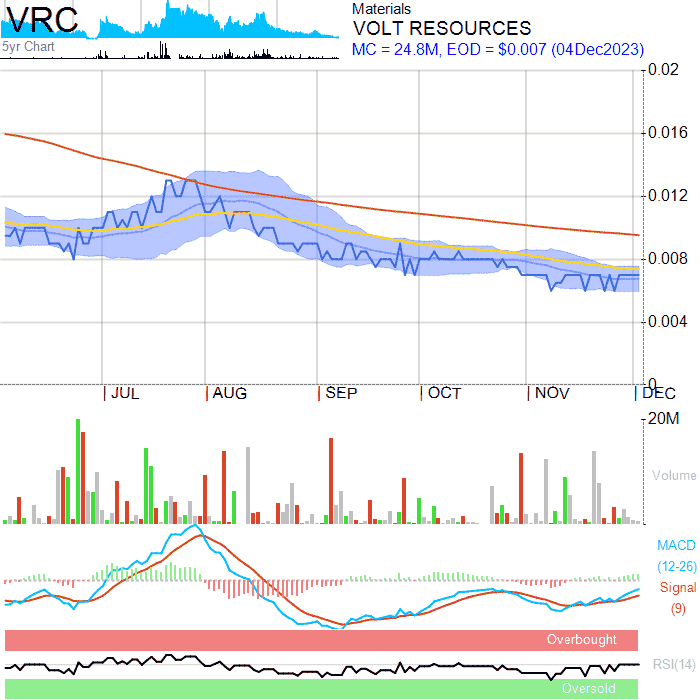 VRC
5yr Chart
Materials
VOLT RESOURCES
MC = 24.8M, EOD = $0.007 (04Dec2023)
0.02
0.016
0.012
0.008
0.004
0
JUL
AUG
SEP
OCT
NOV
DEC
20M
Volume
MACD
(12-26)
Signal
(9)
Overbought
RSI(14)
Oversold